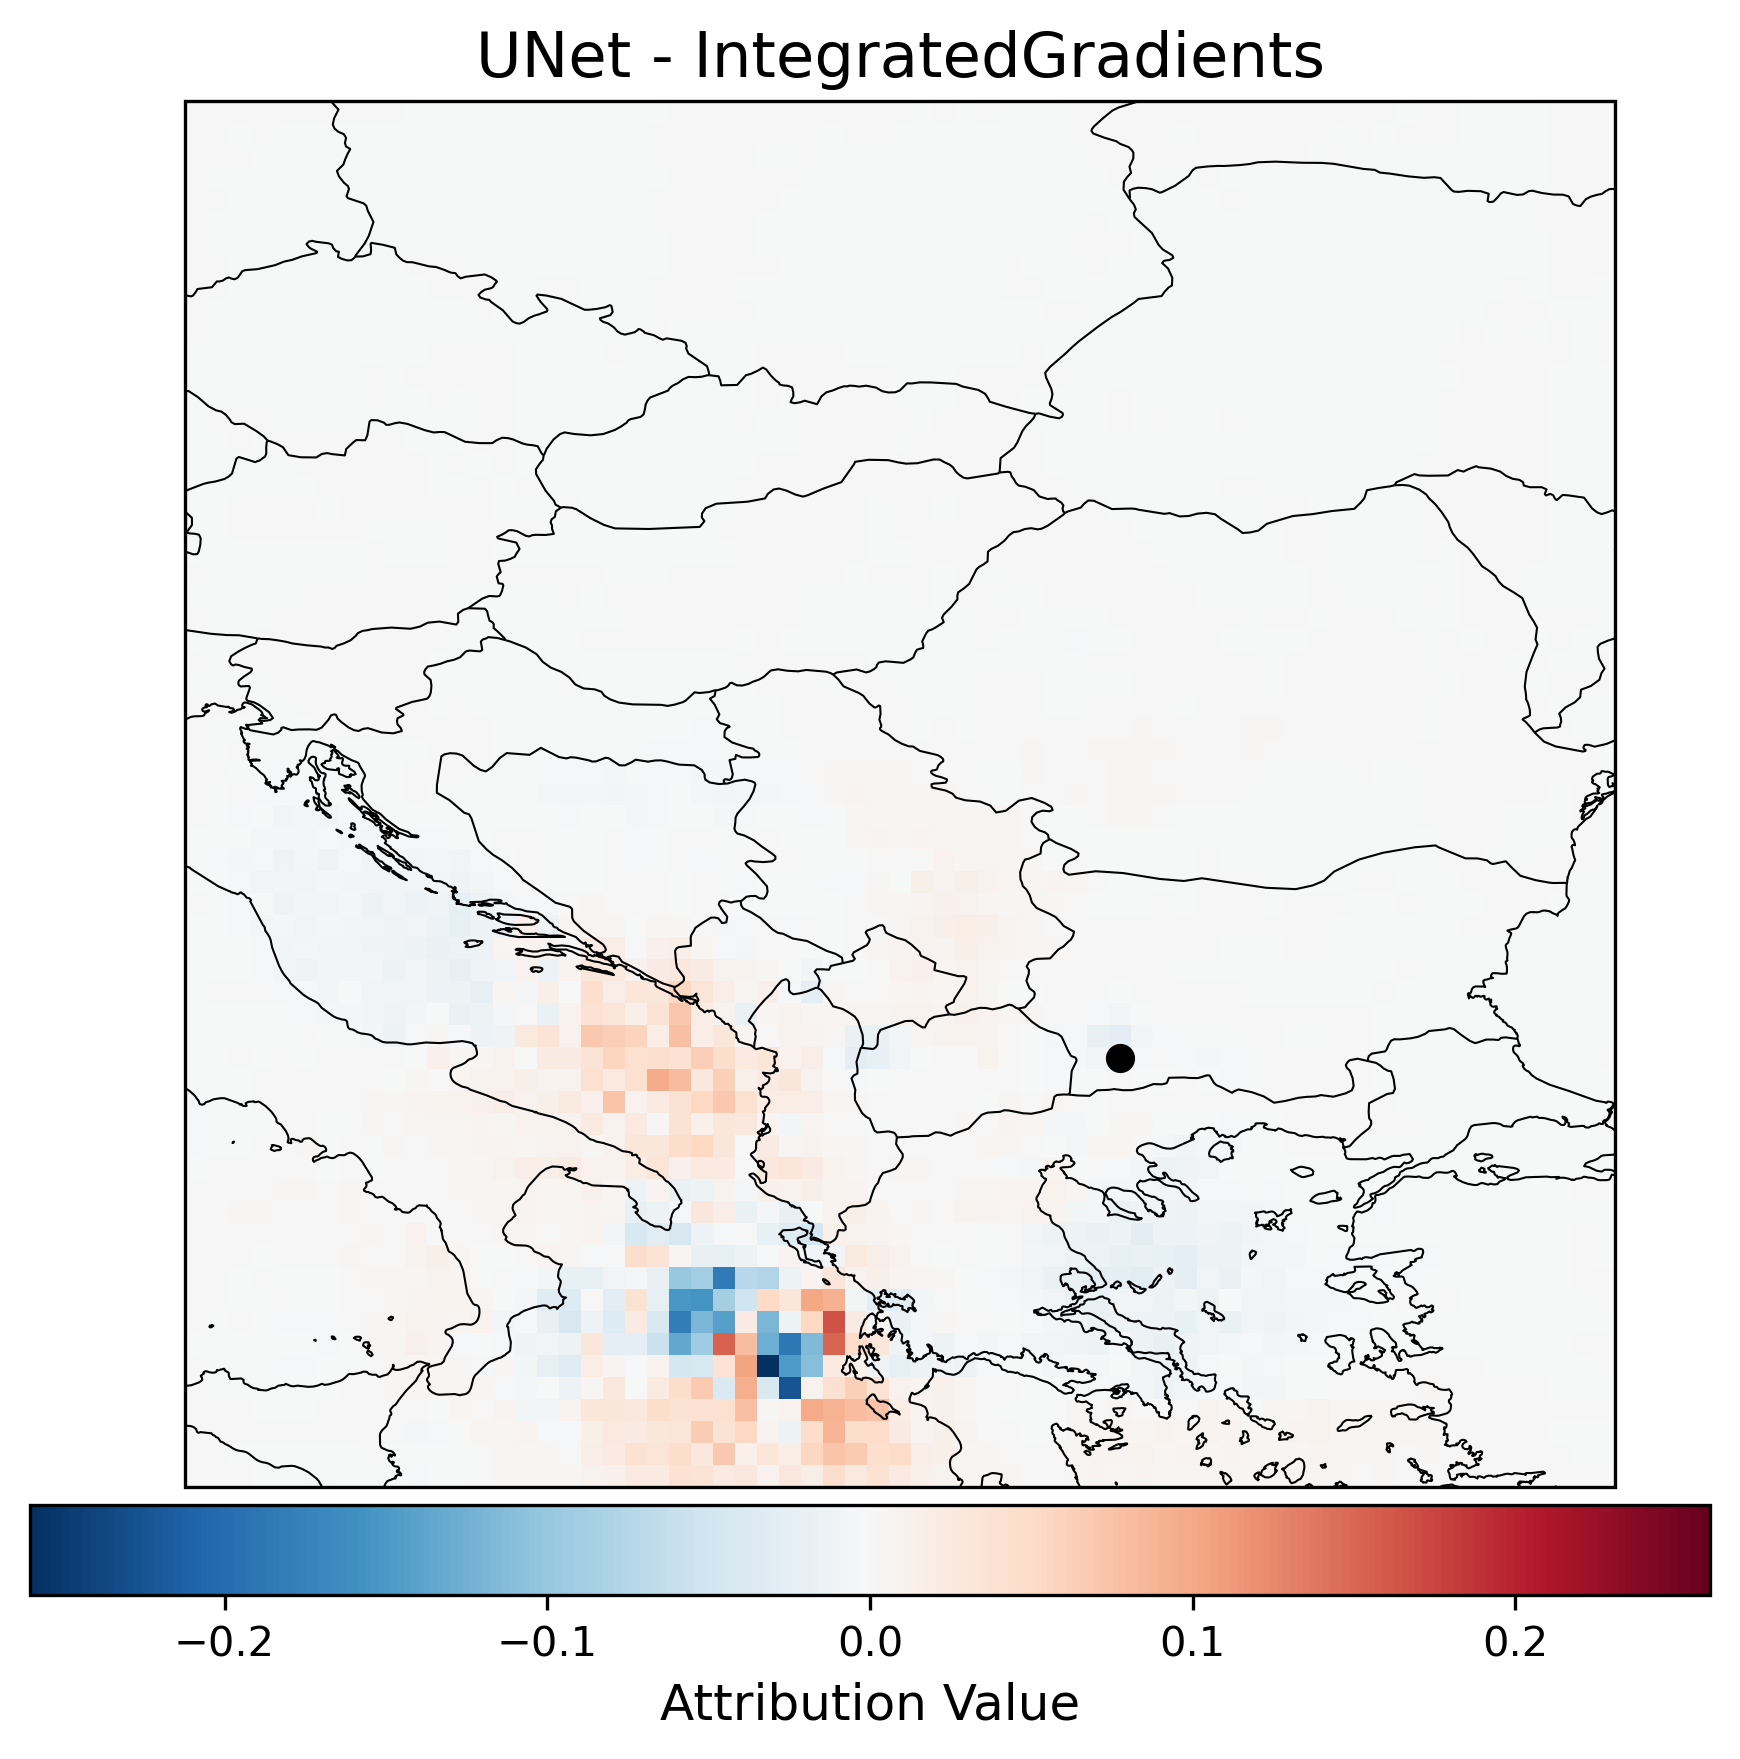 UNet - IntegratedGradients
−0.2 −0.1 0.0 0.1 0.2
Attribution Value